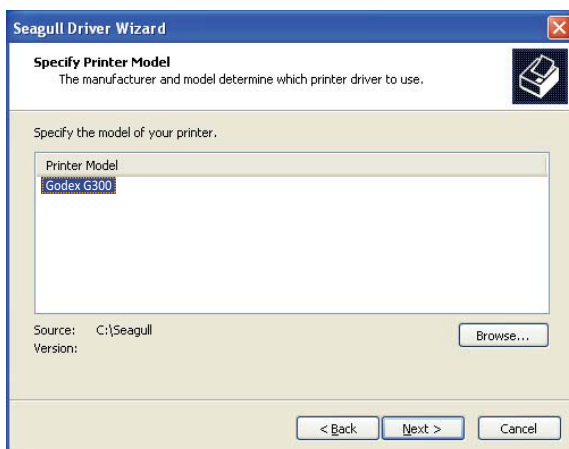 Seagull Driver Wizard
Specify Printer Model
The manufacturer and model determine which printer driver to use.
Specify the model of your printer.
Printer Model
Godex G300
Source: C:\Seagull
Browse...
Version:
< Back Next > Cancel